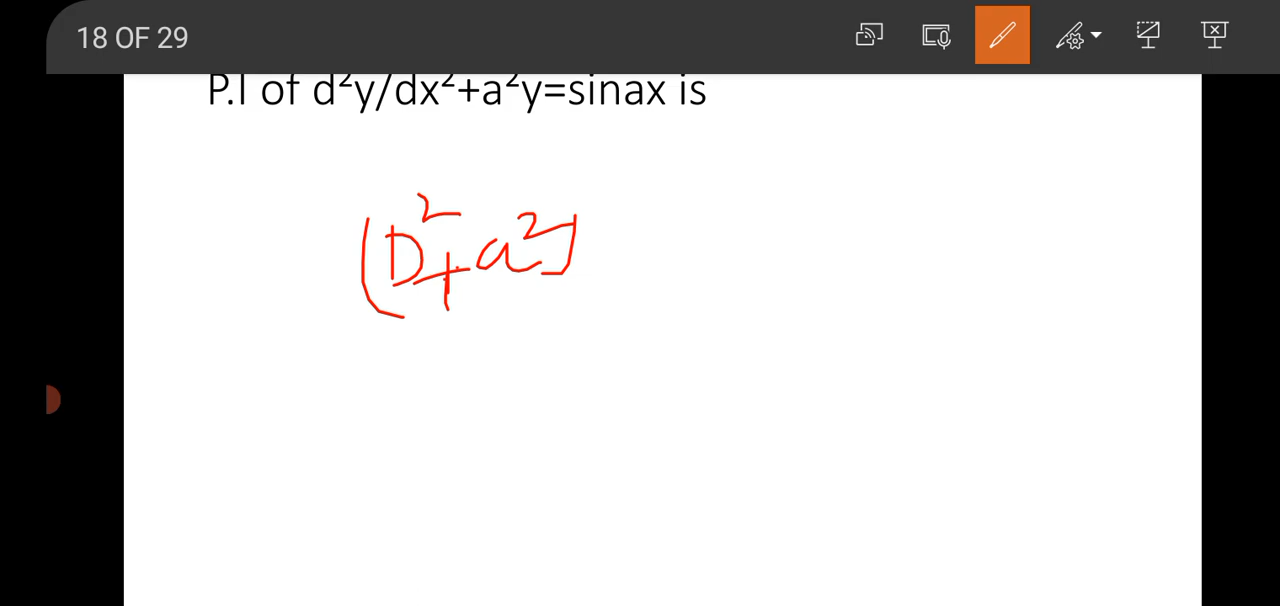 18 OF 29
P.I of d²y/dx²+a²y=sinax is
(D²+a²)